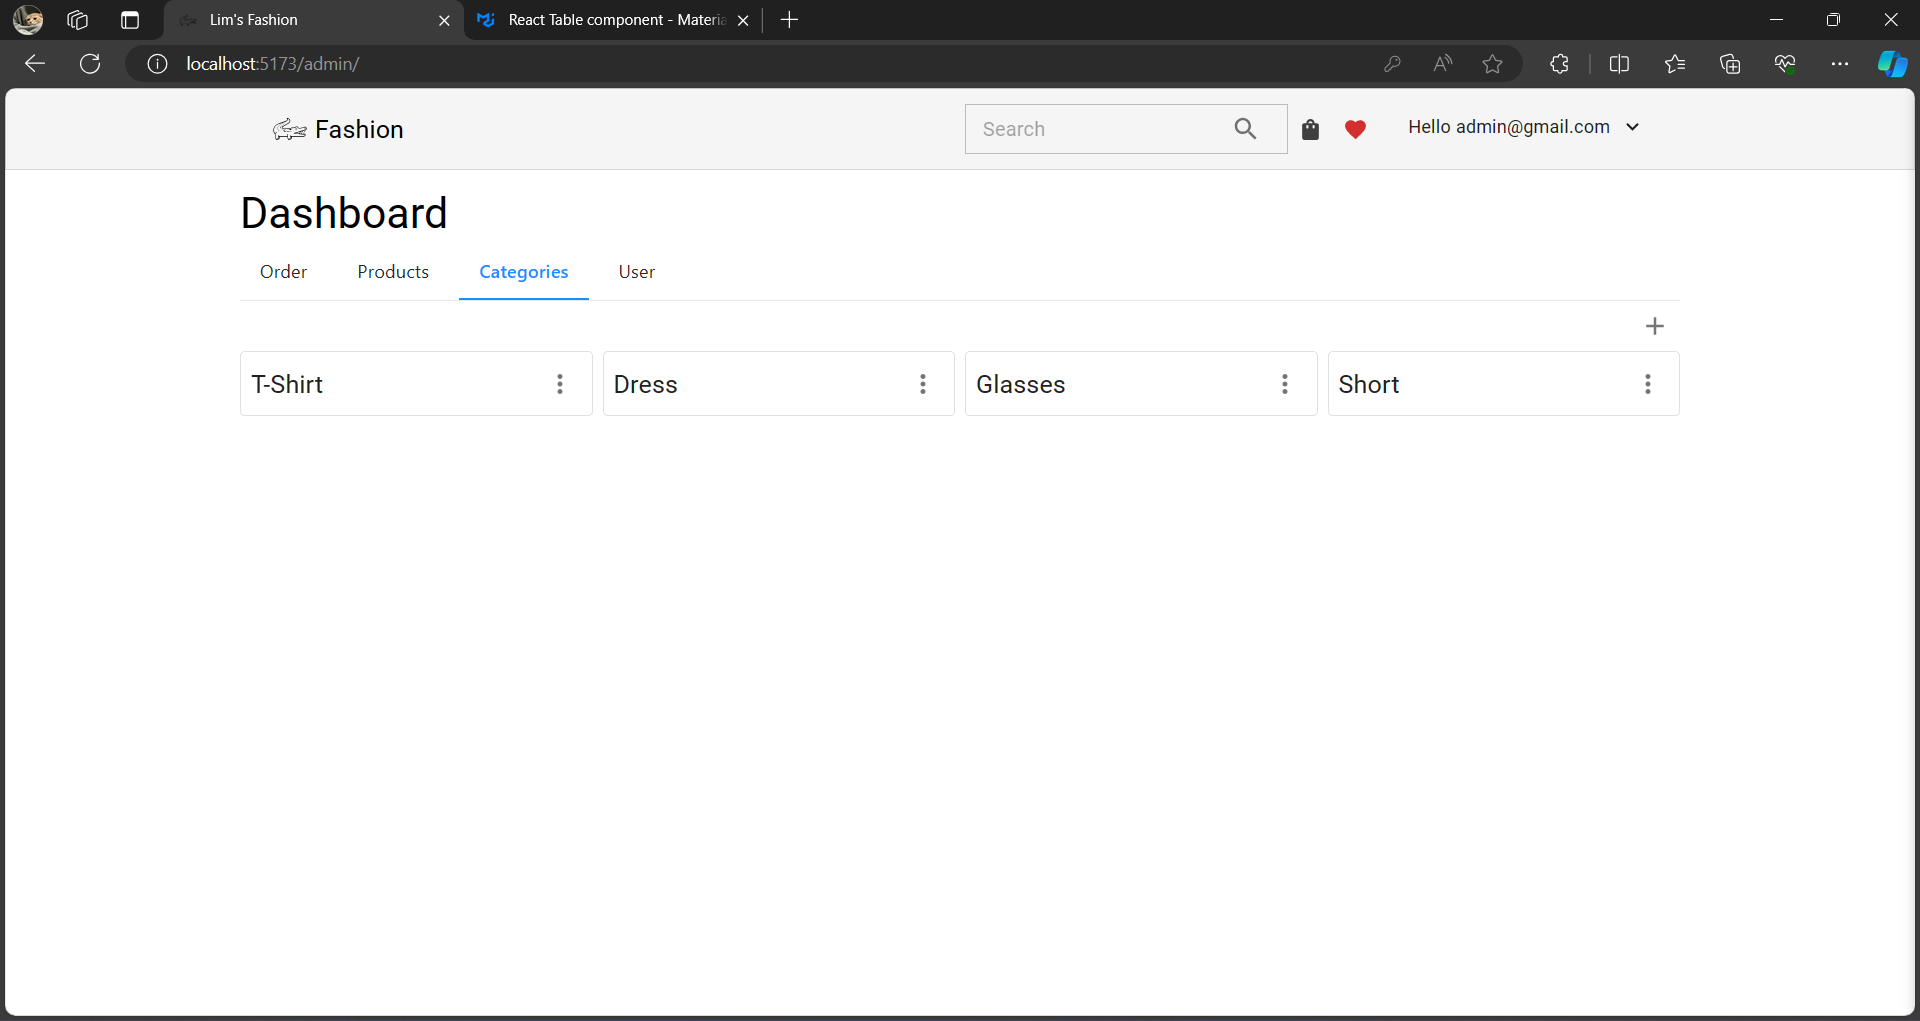 Lim's Fashion
React Table component - Materia
localhost:5173/admin/
Fashion
Search
Hello admin@gmail.com
Dashboard
Order Products Categories User
T-Shirt Dress Glasses Short